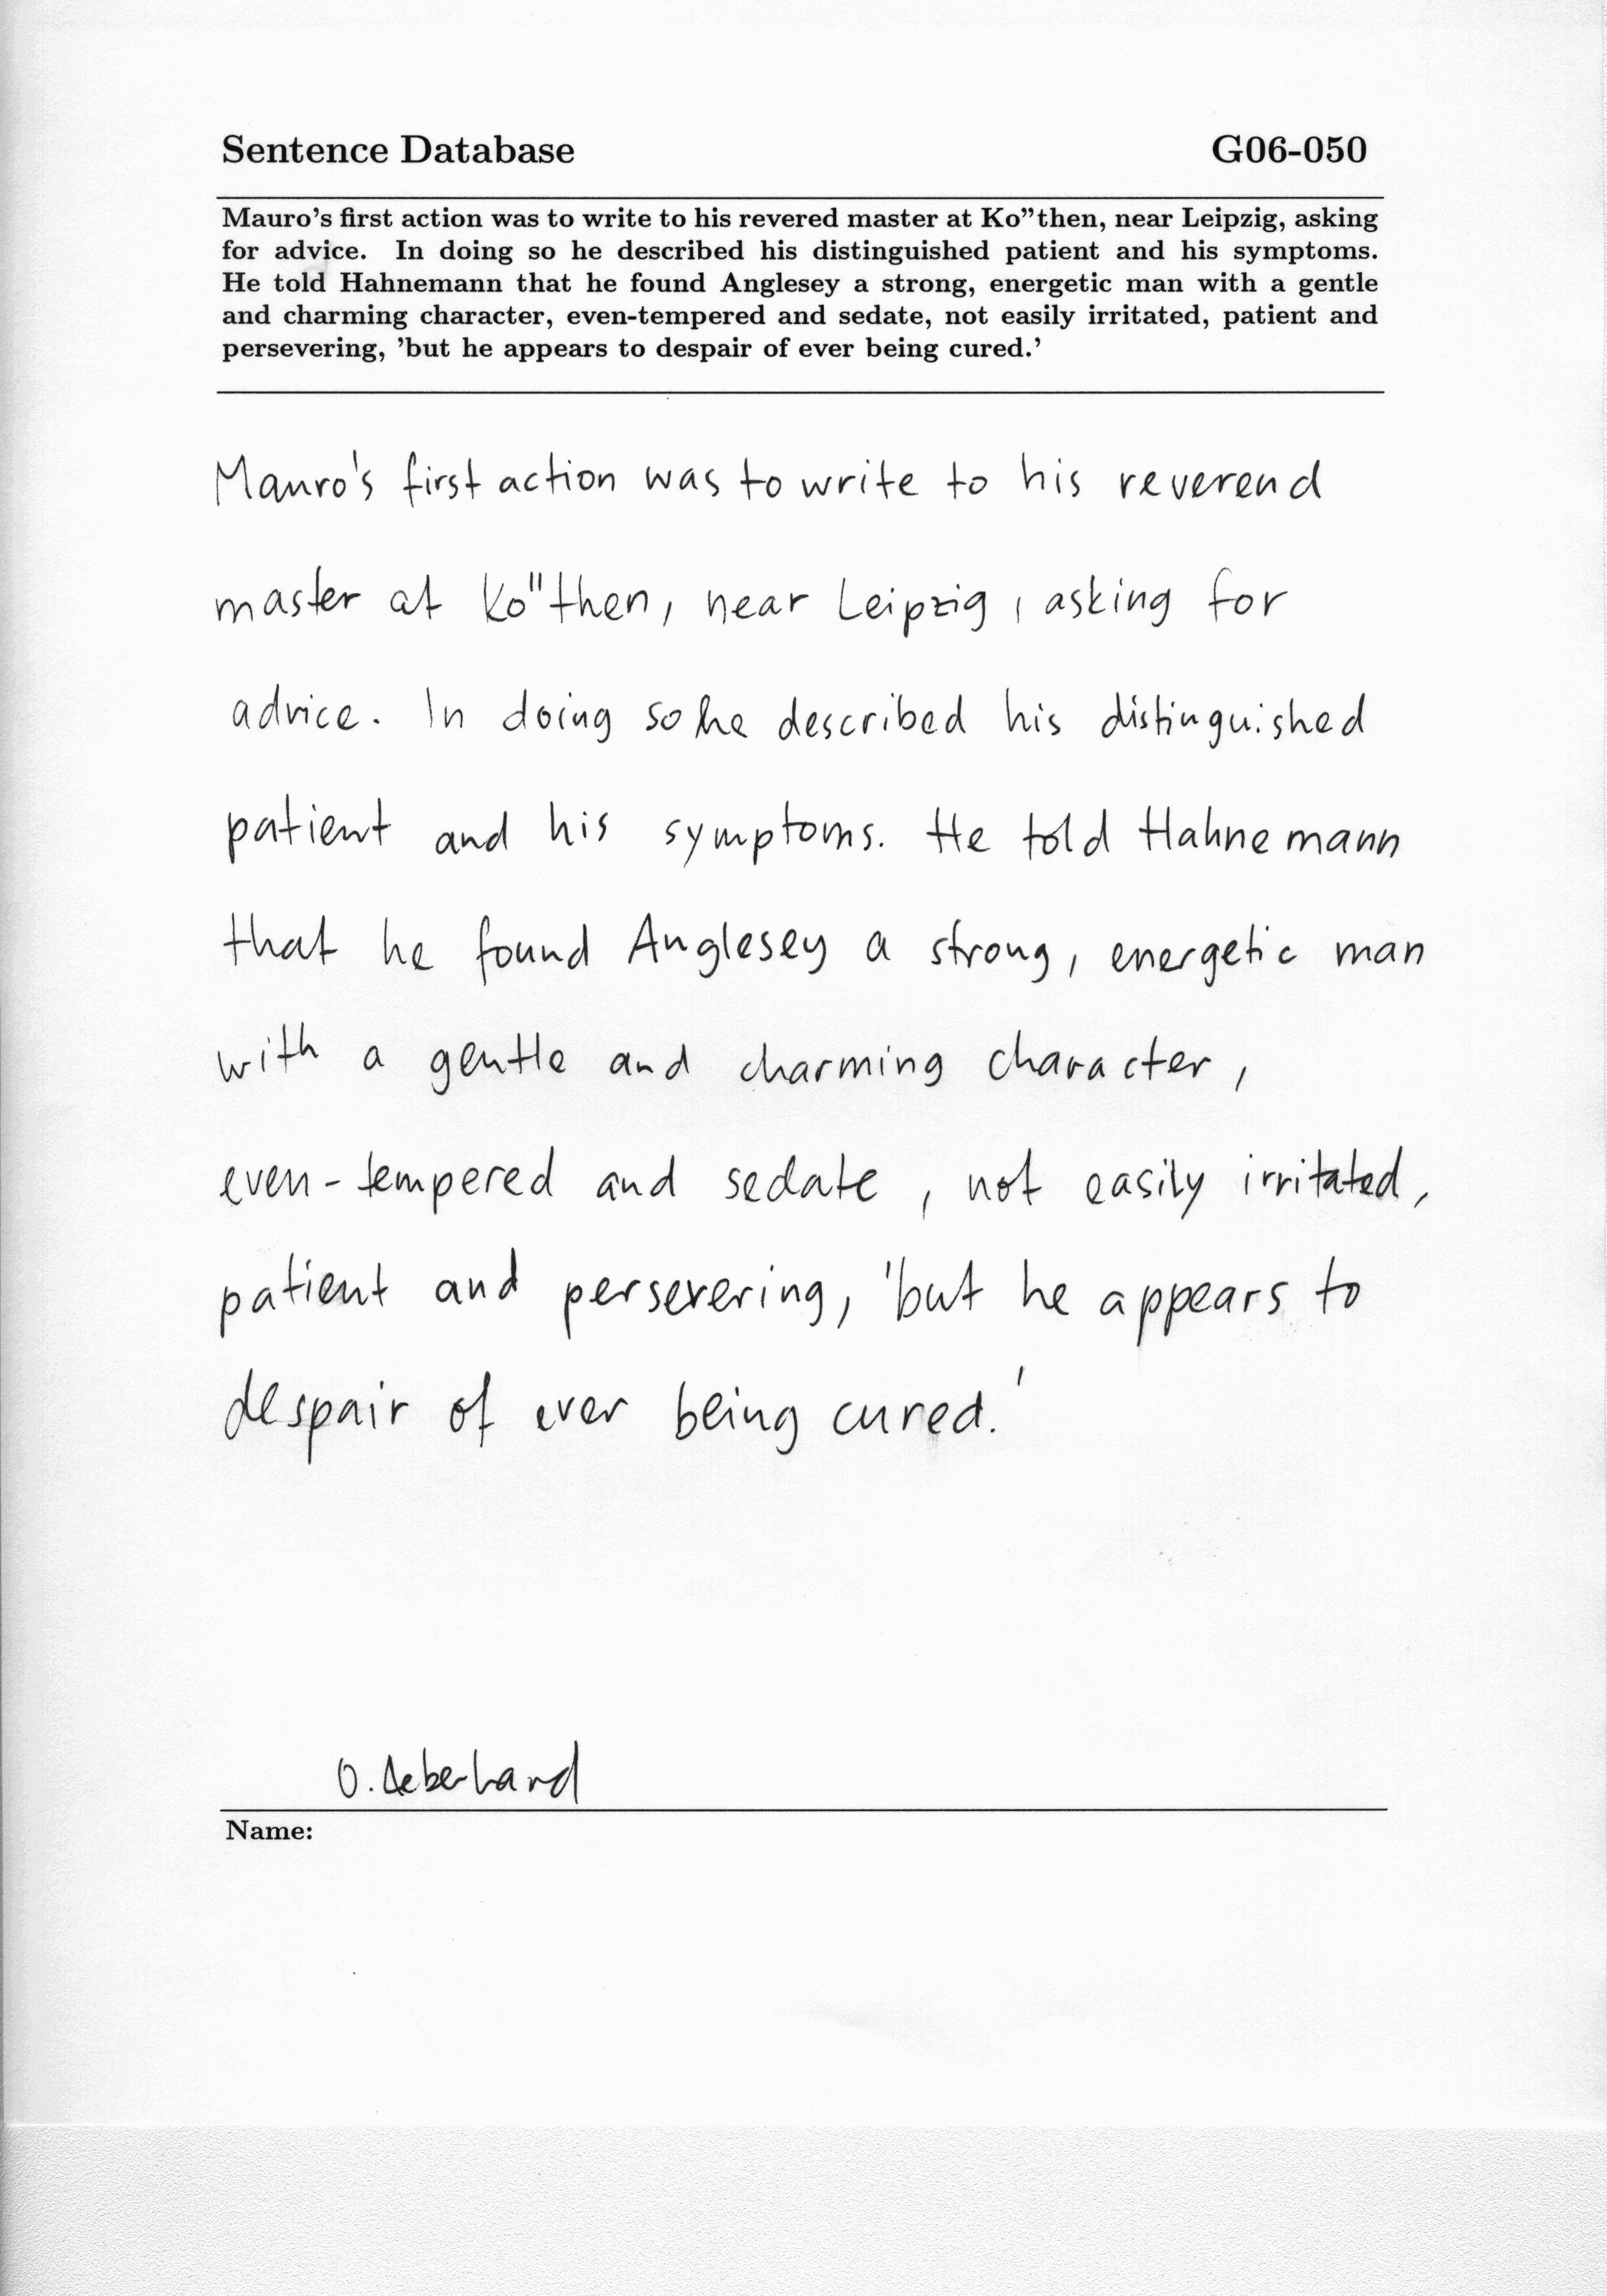 Sentence Database G06-050
Mauro's first action was to write to his revered master at Ko"then, near Leipzig, asking
for advice. In doing so he described his distinguished patient and his symptoms.
He told Hahnemann that he found Anglesey a strong, energetic man with a gentle
and charming character, even-tempered and sedate, not easily irritated, patient and
persevering, 'but he appears to despair of ever being cured.'
Mauro's first action was to write to his reverend
master at Ko"then, near Leipzig, asking for
advice. In doing so he described his distinguished
patient and his symptoms. He told Hahnemann
that he found Anglesey a strong, energetic man
with a gentle and charming character,
even-tempered and sedate, not easily irritated,
patient and persevering, 'but he appears to
despair of ever being cured.'
O. Aeberhard
Name: